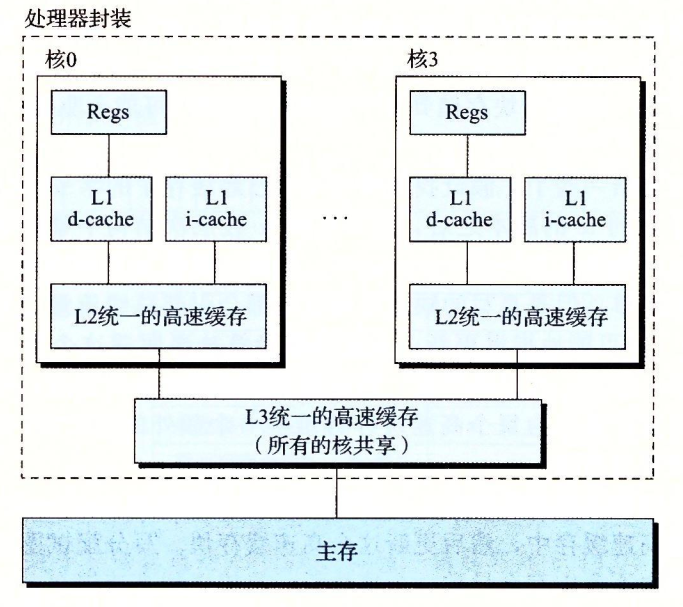 处理器封装
核0
核3
Regs
Regs
L1
d-cache
L1
i-cache
...
L1
d-cache
L1
i-cache
L2统一的高速缓存
L2统一的高速缓存
L3统一的高速缓存
（所有的核共享）
主存